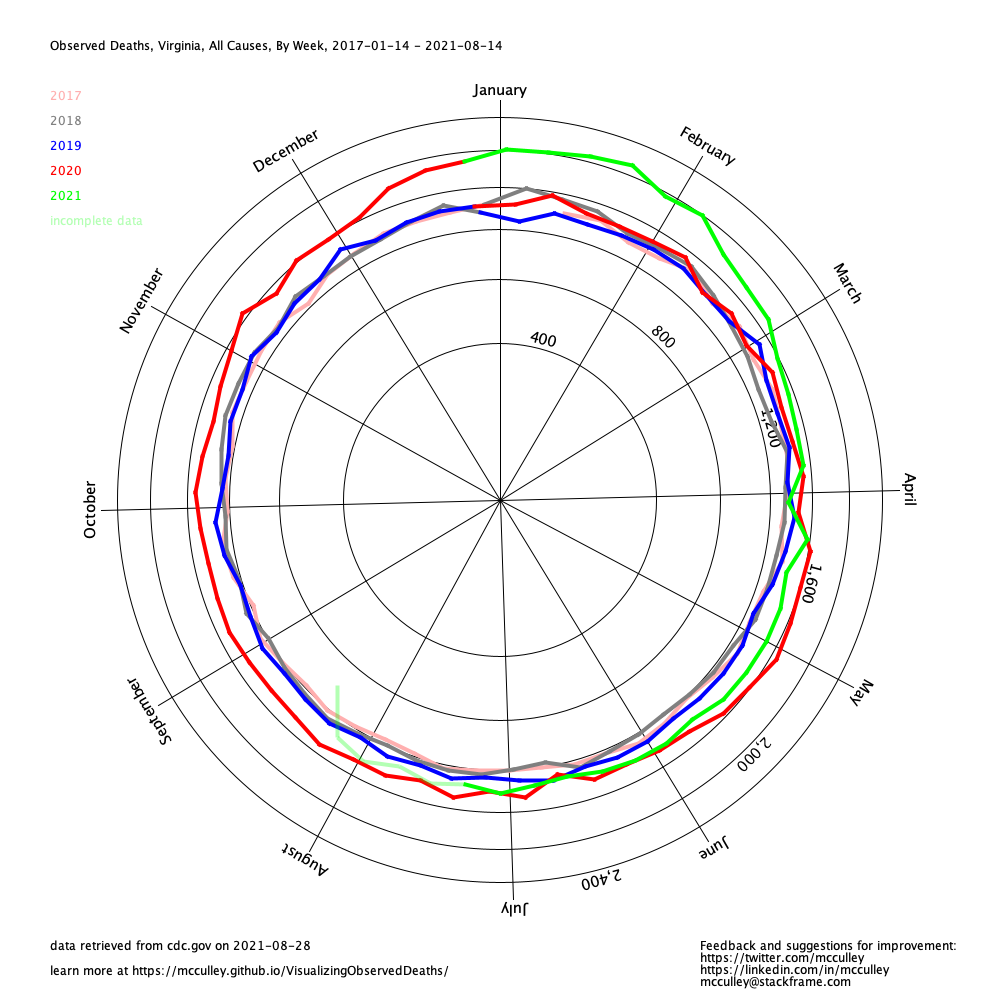 Observed Deaths, Virginia, All Causes, By Week, 2017-01-14 - 2021-08-14
January
2017
2018
2019
2020
2021
incomplete data
December
February
November
March
400
800
1,200
October
April
1,600
September
May
2,000
August
June
2,400
July
data retrieved from cdc.gov on 2021-08-28
learn more at https://mcculley.github.io/VisualizingObservedDeaths/
Feedback and suggestions for improvement:
https://twitter.com/mcculley
https://linkedin.com/in/mcculley
mcculley@stackframe.com